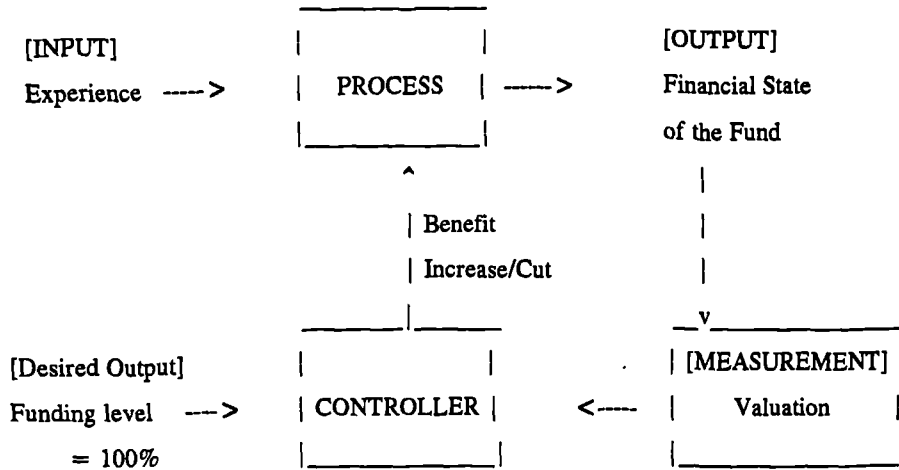 [INPUT]
Experience ----->
PROCESS
----->
[OUTPUT]
Financial State
of the Fund
Benefit
Increase/Cut
[Desired Output]
Funding level --->
= 100%
CONTROLLER
<-----
[MEASUREMENT]
Valuation